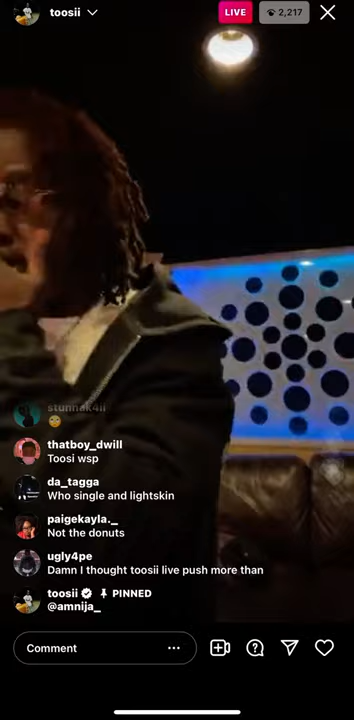 toosii
LIVE
2,217
stunnak4ii
thatboy_dwill
Toosi wsp
da_tagga
Who single and lightskin
paigekayla._
Not the donuts
ugly4pe
Damn I thought toosii live push more than
toosii PINNED
@amnija_
Comment